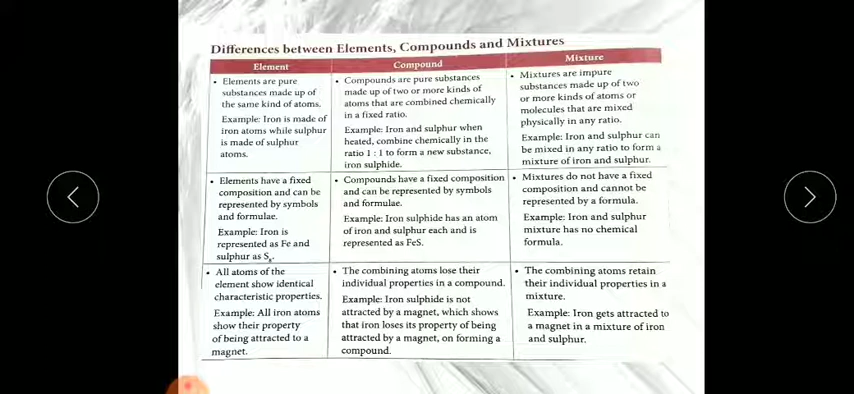 Differences between Elements, Compounds and Mixtures
Element
Compound
Mixture
• Elements are pure
substances made up of
the same kind of atoms.
Example: Iron is made of
iron atoms while sulphur
is made of sulphur
atoms.
• Compounds are pure substances
made up of two or more kinds of
atoms that are combined chemically
in a fixed ratio.
Example: Iron and sulphur when
heated, combine chemically in the
ratio 1 : 1 to form a new substance,
iron sulphide.
• Mixtures are impure
substances made up of two
or more kinds of atoms or
molecules that are mixed
physically in any ratio.
Example: Iron and sulphur can
be mixed in any ratio to form a
mixture of iron and sulphur.
• Elements have a fixed
composition and can be
represented by symbols
and formulae.
Example: Iron is
represented as Fe and
sulphur as S₈.
• Compounds have a fixed composition
and can be represented by symbols
and formulae.
Example: Iron sulphide has an atom
of iron and sulphur each and is
represented as FeS.
• Mixtures do not have a fixed
composition and cannot be
represented by a formula.
Example: Iron and sulphur
mixture has no chemical
formula.
• All atoms of the
element show identical
characteristic properties.
Example: All iron atoms
show their property
of being attracted to a
magnet.
• The combining atoms lose their
individual properties in a compound.
Example: Iron sulphide is not
attracted by a magnet, which shows
that iron loses its property of being
attracted by a magnet, on forming a
compound.
• The combining atoms retain
their individual properties in a
mixture.
Example: Iron gets attracted to
a magnet in a mixture of iron
and sulphur.